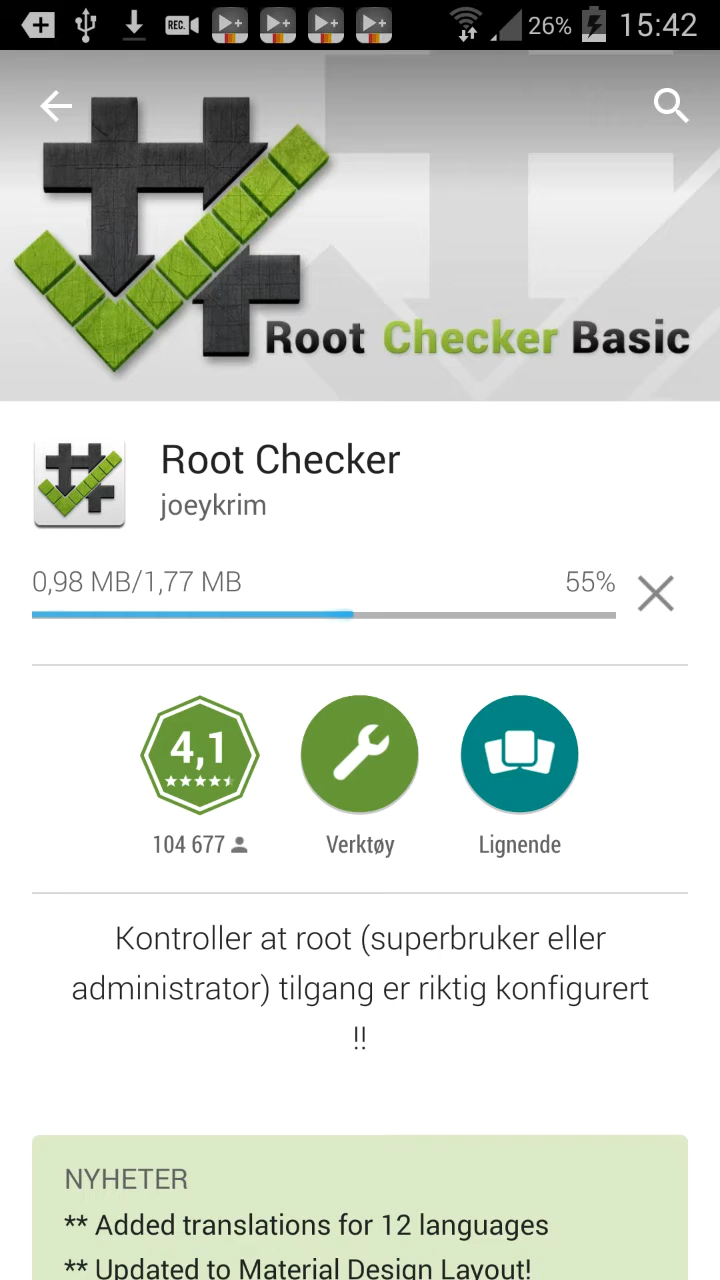 REC.
26% 15:42
Root Checker Basic
Root Checker
joeykrim
0,98 MB/1,77 MB 55%
4,1
104 677 Verktøy Lignende
Kontroller at root (superbruker eller
administrator) tilgang er riktig konfigurert
!!
NYHETER
** Added translations for 12 languages
** Updated to Material Design Layout!